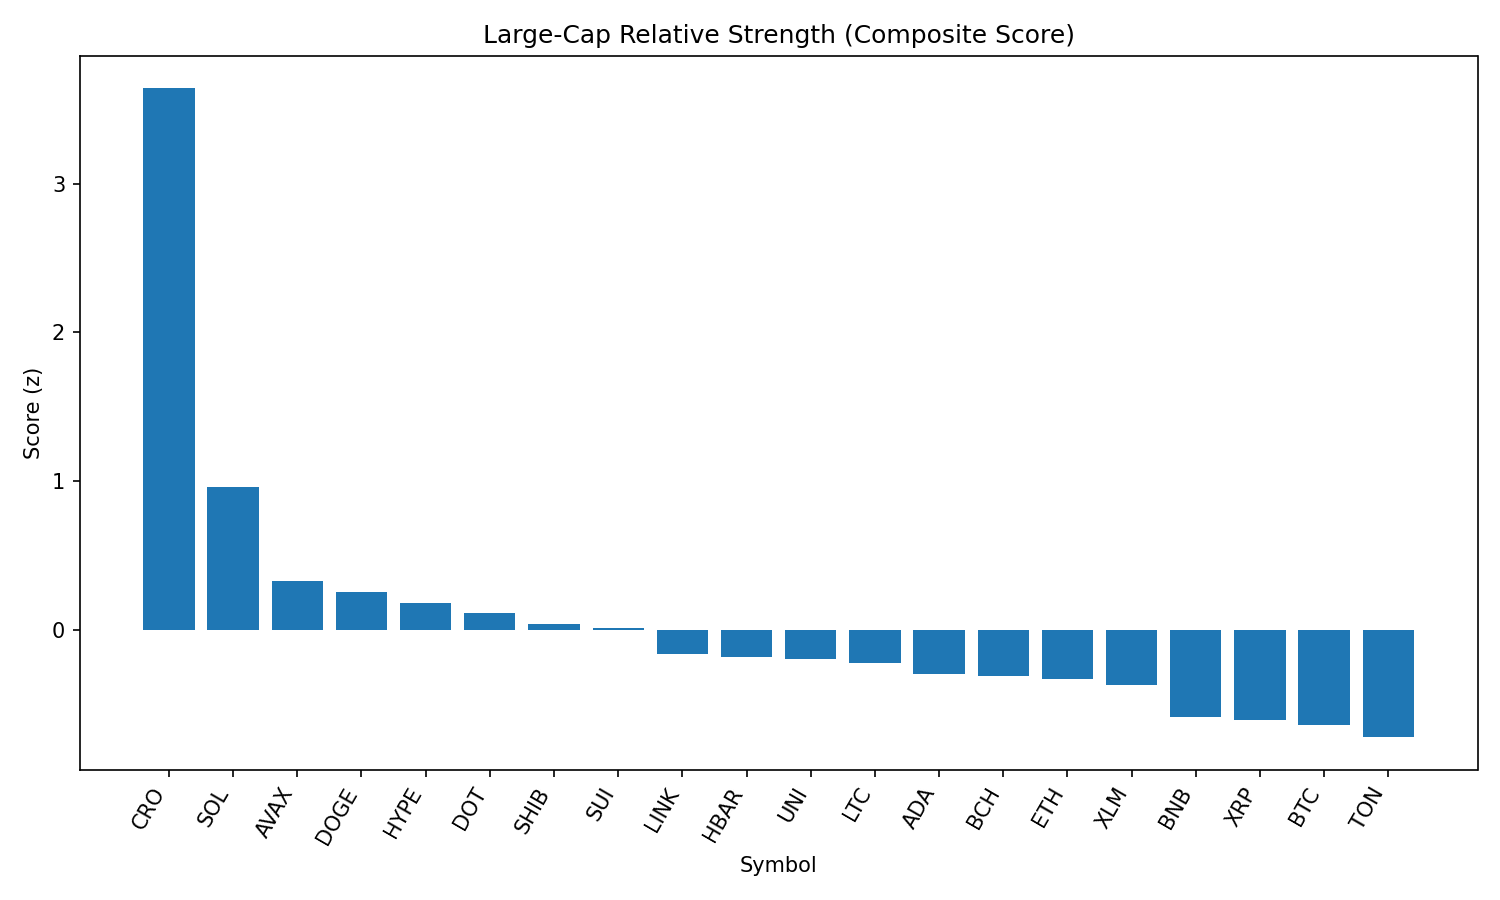 Large-Cap Relative Strength (Composite Score)
Score (z)
3
2
1
0
CRO
SOL
AVAX
DOGE
HYPE
DOT
SHIB
SUI
LINK
HBAR
UNI
LTC
ADA
BCH
ETH
XLM
BNB
XRP
BTC
TON
Symbol